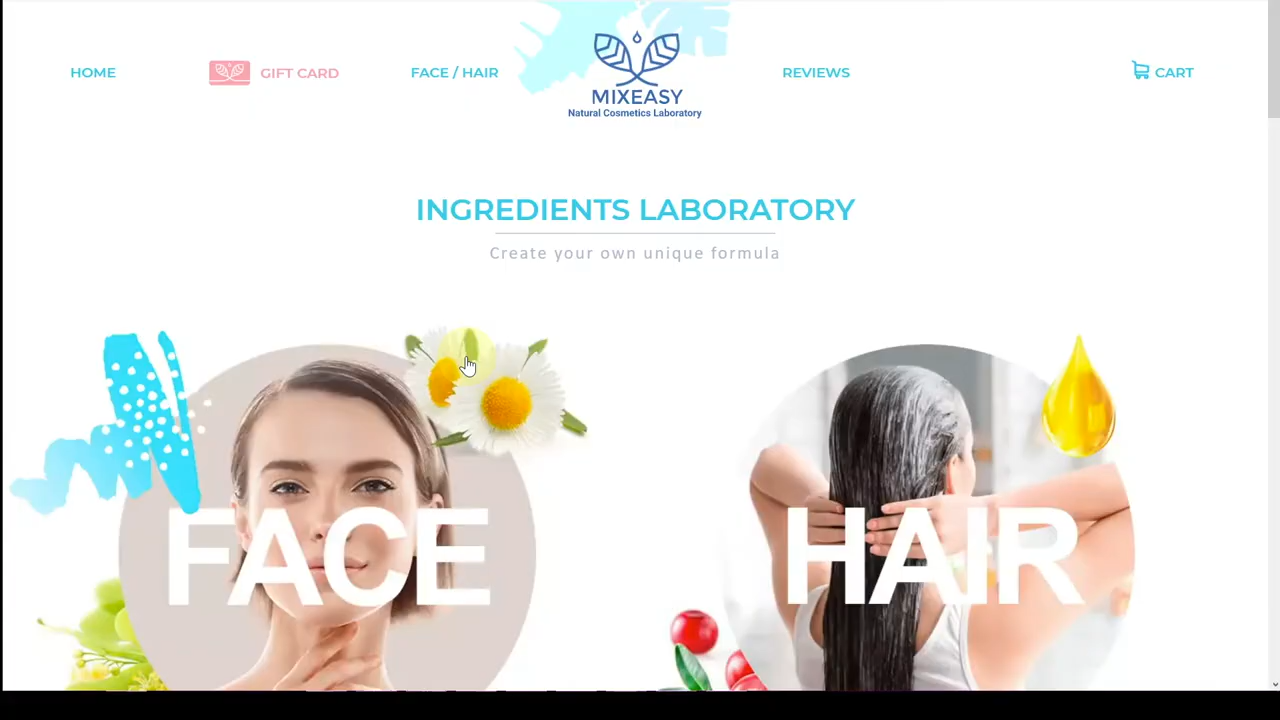 HOME
GIFT CARD
FACE / HAIR
MIXEASY
Natural Cosmetics Laboratory
REVIEWS
CART
INGREDIENTS LABORATORY
Create your own unique formula
FACE
HAIR